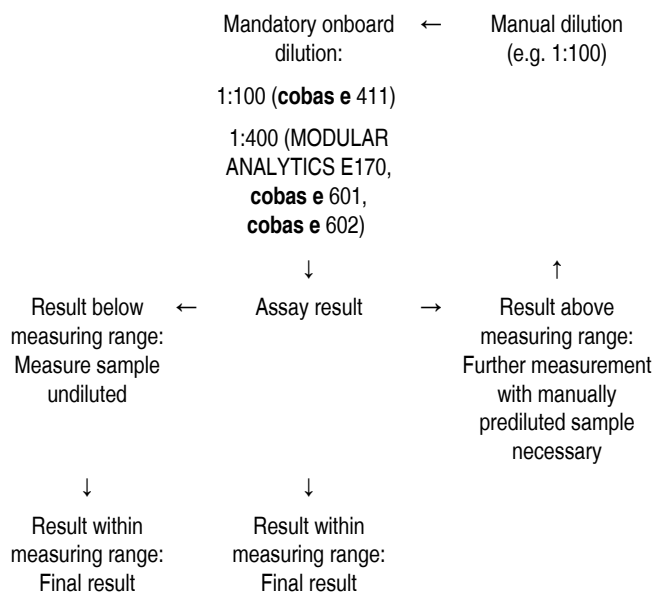 Mandatory onboard ← Manual dilution
dilution: (e.g. 1:100)
1:100 (cobas e 411)
1:400 (MODULAR
ANALYTICS E170,
cobas e 601,
cobas e 602)
↓ ↑
Result below ← Assay result → Result above
measuring range: measuring range:
Measure sample Further measurement
undiluted with manually
prediluted sample
necessary
↓ ↓
Result within Result within
measuring range: measuring range:
Final result Final result